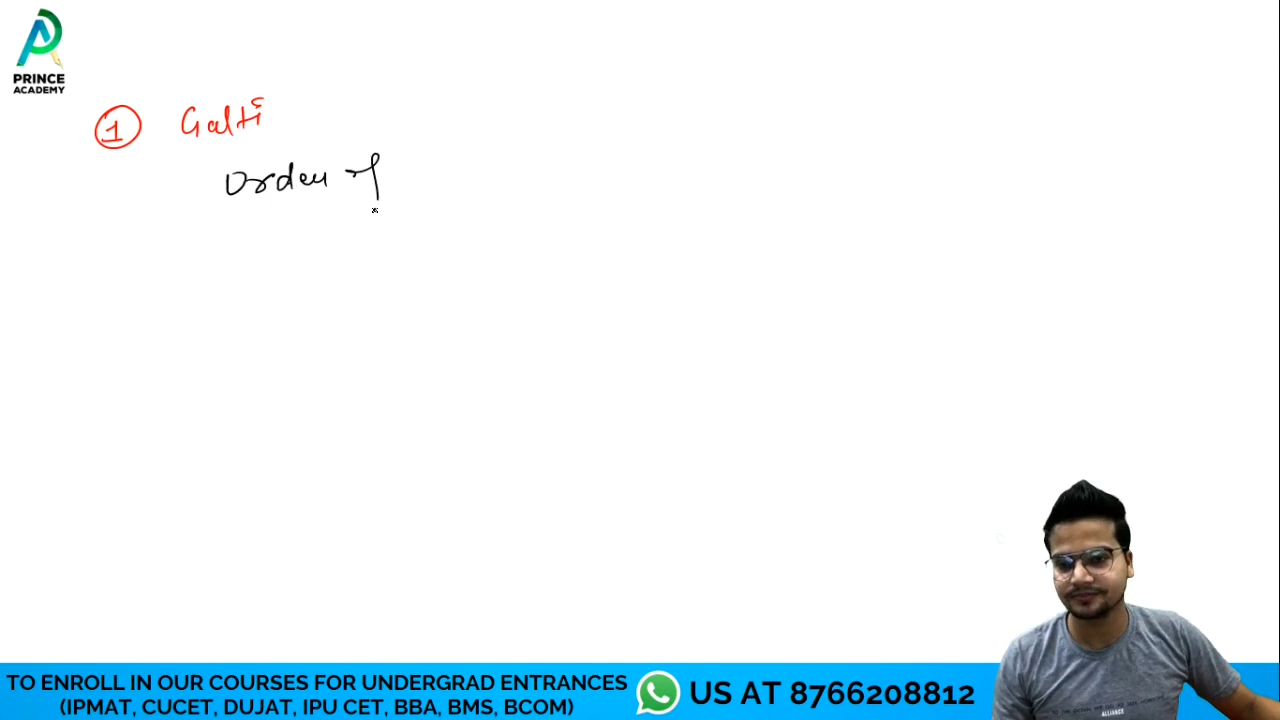 PRINCE
ACADEMY
1 Galti
Order of
TO ENROLL IN OUR COURSES FOR UNDERGRAD ENTRANCES
(IPMAT, CUCET, DUJAT, IPU CET, BBA, BMS, BCOM)
US AT 8766208812
ALLIANCE